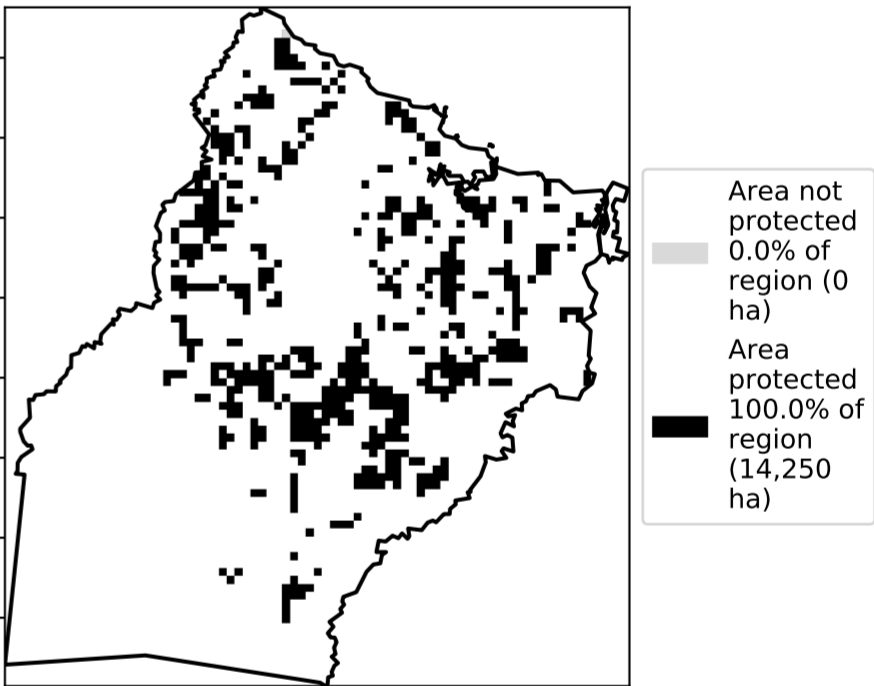 Area not
protected
0.0% of
region (0
ha)
Area
protected
100.0% of
region
(14,250
ha)